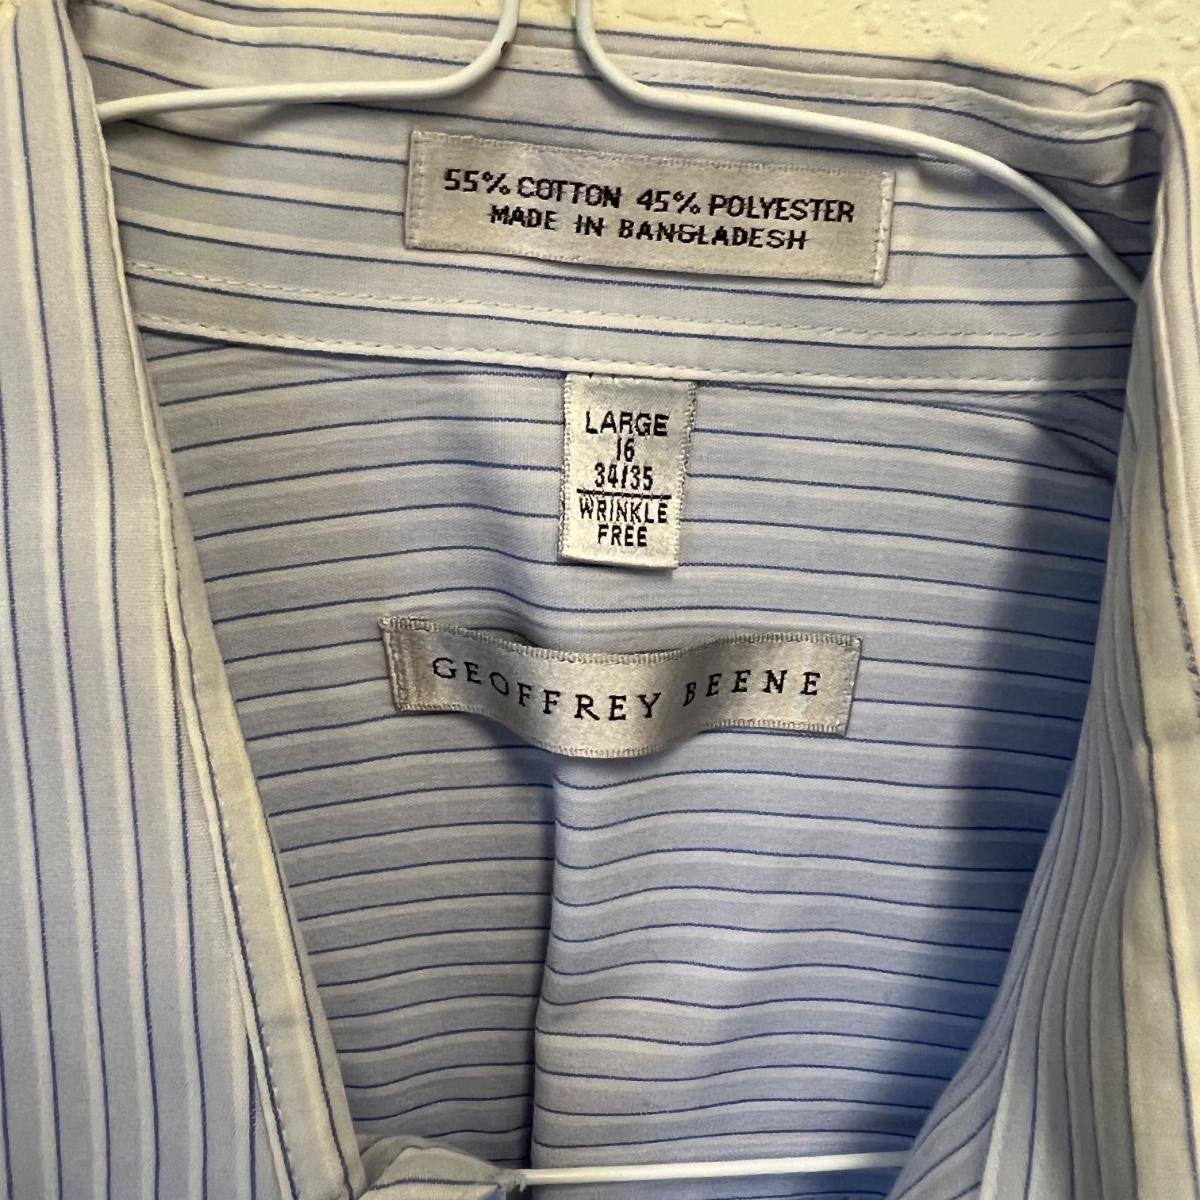 55% COTTON 45% POLYESTER
MADE IN BANGLADESH
LARGE
16
34/35
WRINKLE
FREE
GEOFFREY BEENE